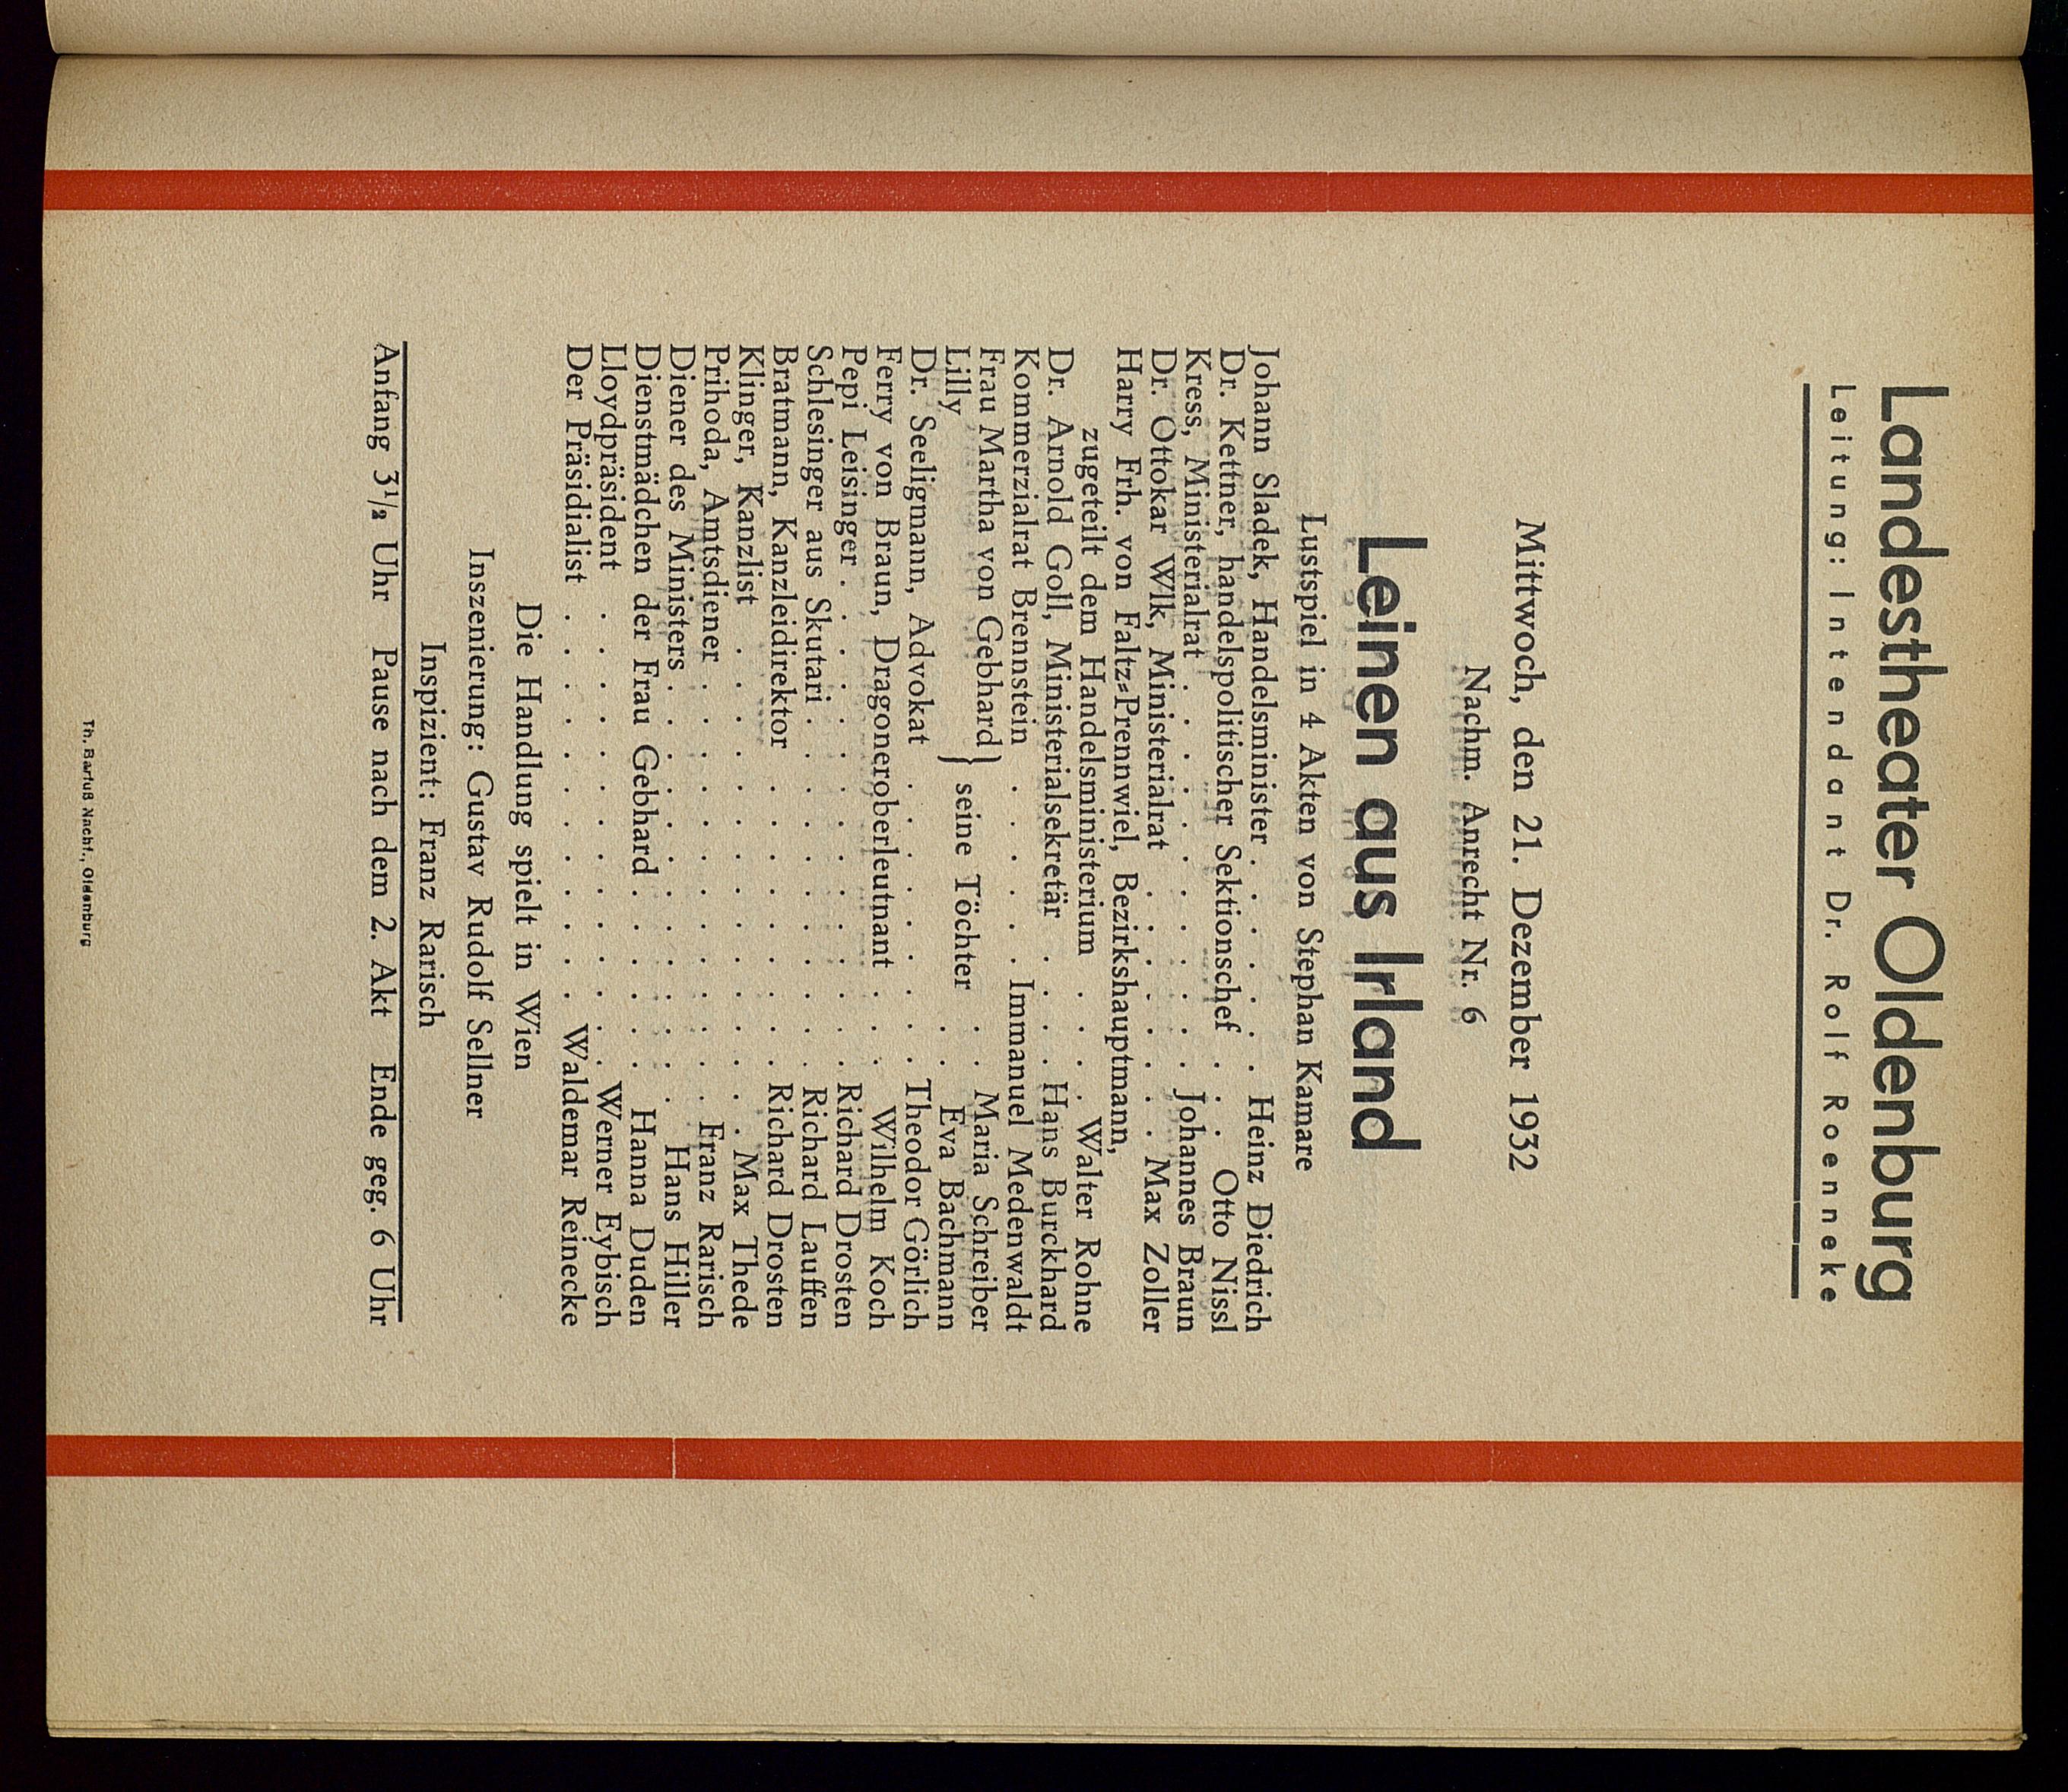 Landestheater Oldenburg
Leitung: Intendant Dr. Rolf Roenneke
Mittwoch, den 21. Dezember 1932
Nachm. Anrecht Nr. 6
Leinen aus Irland
Lustspiel in 4 Akten von Stephan Kamare
Johann Sladek, Handelsminister . . . . . . . Heinz Diedrich
Dr. Kettner, handelspolitischer Sektionschef . . . Otto Nissl
Kress, Ministerialrat . . . . . . . . . . . . Johannes Braun
Dr. Ottokar Wlk, Ministerialrat . . . . . . . . Max Zoller
Harry Frh. von Faltz-Prennwiel, Bezirkshauptmann,
zugeteilt dem Handelsministerium . . . . Walter Rohne
Dr. Arnold Goll, Ministerialsekretär . . . . Hans Burckhard
Kommerzialrat Brennstein . . . . . . Immanuel Medenwaldt
Frau Martha von Gebhard } seine Töchter . . Maria Schreiber
Lilly } . . Eva Bachmann
Dr. Seeligmann, Advokat . . . . . . . . . Theodor Görlich
Ferry von Braun, Dragoneroberleutnant . . . Wilhelm Koch
Pepi Leisinger . . . . . . . . . . . . . . . Richard Drosten
Schlesinger aus Skutari . . . . . . . . . . . Richard Lauffen
Bratmann, Kanzleidirektor . . . . . . . . . Richard Drosten
Klinger, Kanzlist . . . . . . . . . . . . . . . Max Thede
Prihoda, Amtsdiener . . . . . . . . . . . . . Franz Rarisch
Diener des Ministers . . . . . . . . . . . . . Hans Hiller
Dienstmädchen der Frau Gebhard . . . . . . Hanna Duden
Lloydpräsident . . . . . . . . . . . . . . Werner Eybisch
Der Präsidialist . . . . . . . . . . . . Waldemar Reinecke
Die Handlung spielt in Wien
Inszenierung: Gustav Rudolf Sellner
Inspizient: Franz Rarisch
Anfang 3½ Uhr Pause nach dem 2. Akt Ende geg. 6 Uhr
Th. Bartuß Nachf., Oldenburg